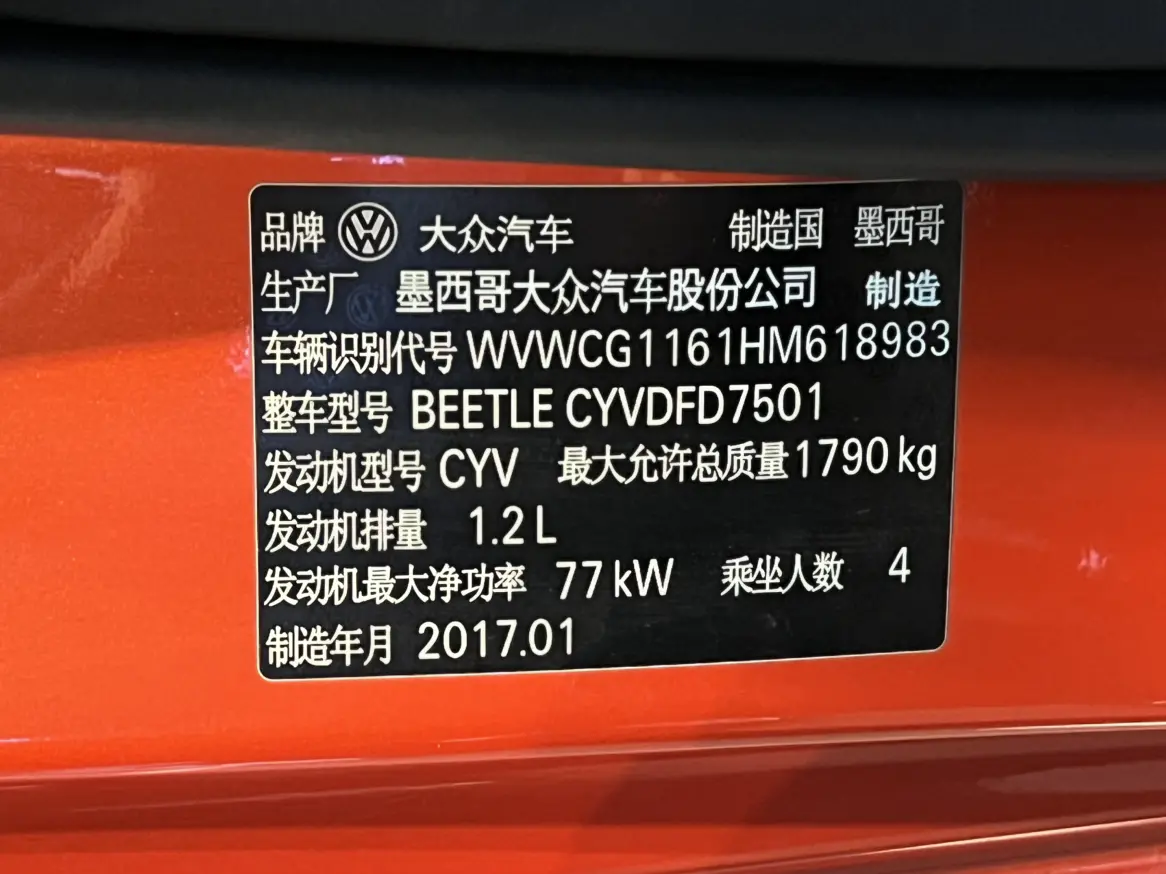 品牌 大众汽车 制造国 墨西哥
生产厂 墨西哥大众汽车股份公司 制造
车辆识别代号 WVWCG1161HM618983
整车型号 BEETLE CYVDFD7501
发动机型号 CYV 最大允许总质量1790 kg
发动机排量 1.2 L
发动机最大净功率 77 kW 乘坐人数 4
制造年月 2017.01